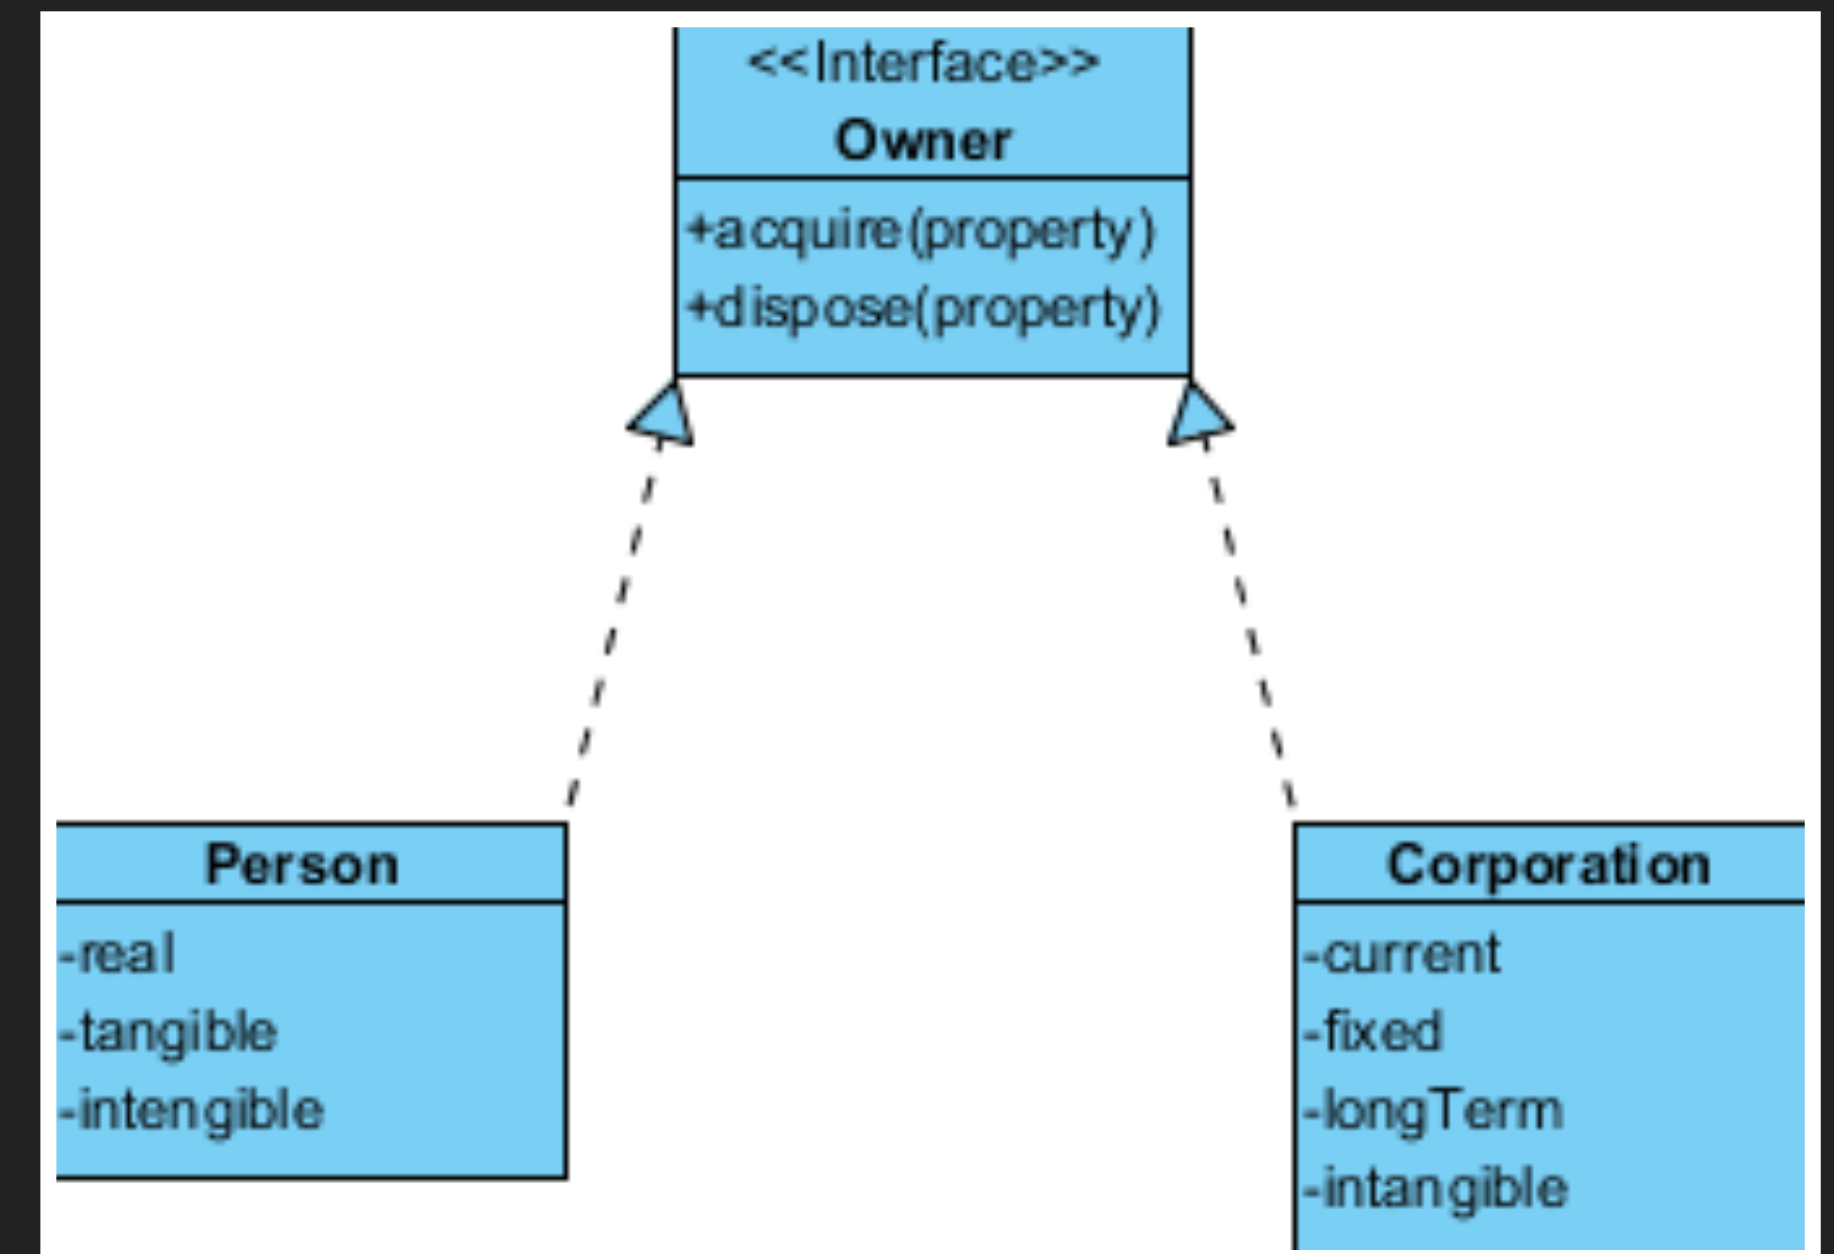 <<Interface>>
Owner
+acquire(property)
+dispose(property)
Person
-real
-tangible
-intengible
Corporation
-current
-fixed
-longTerm
-intangible